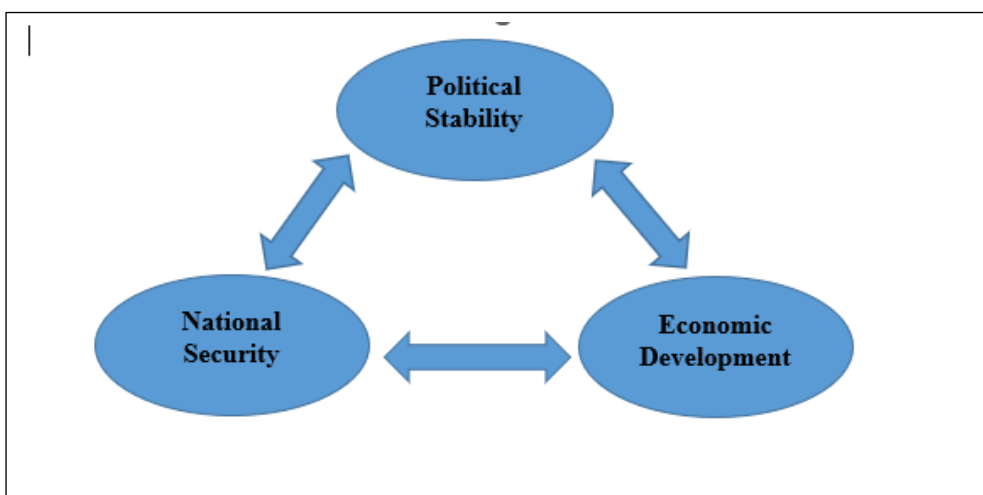 Political
Stability
National
Security
Economic
Development